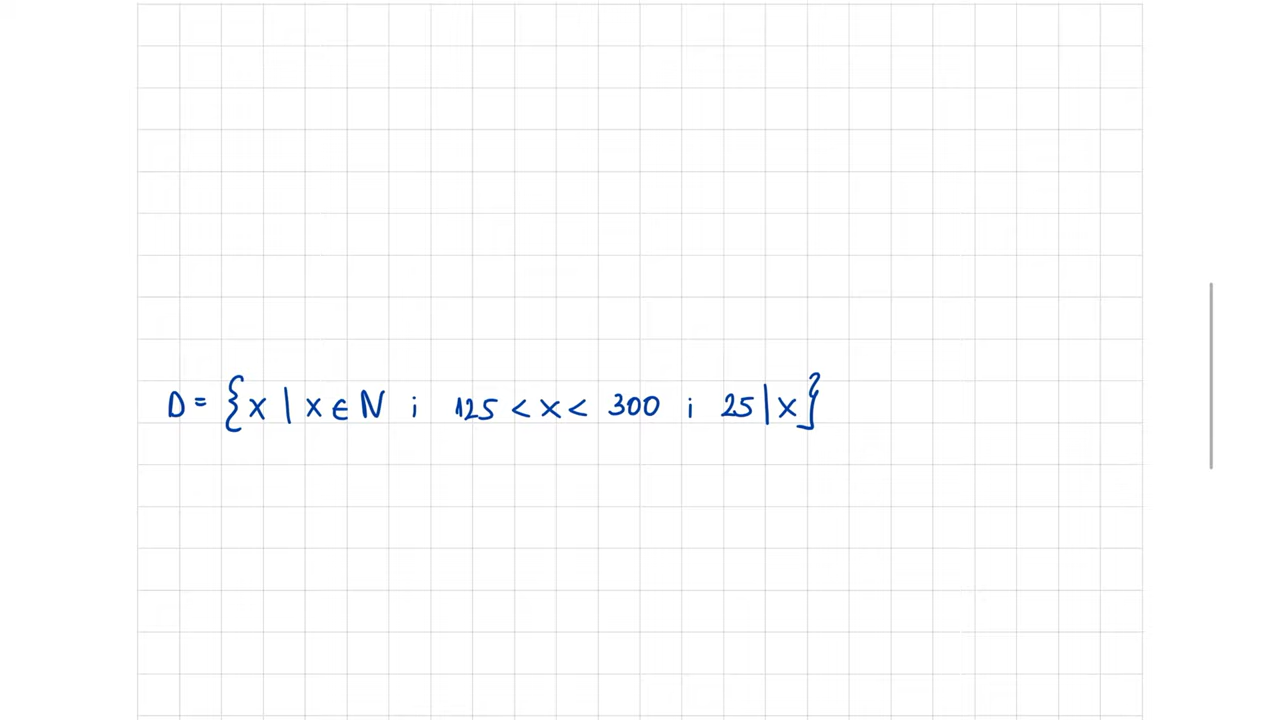 D = {x | x ∈ N i 125 < x < 300 i 25 | x}